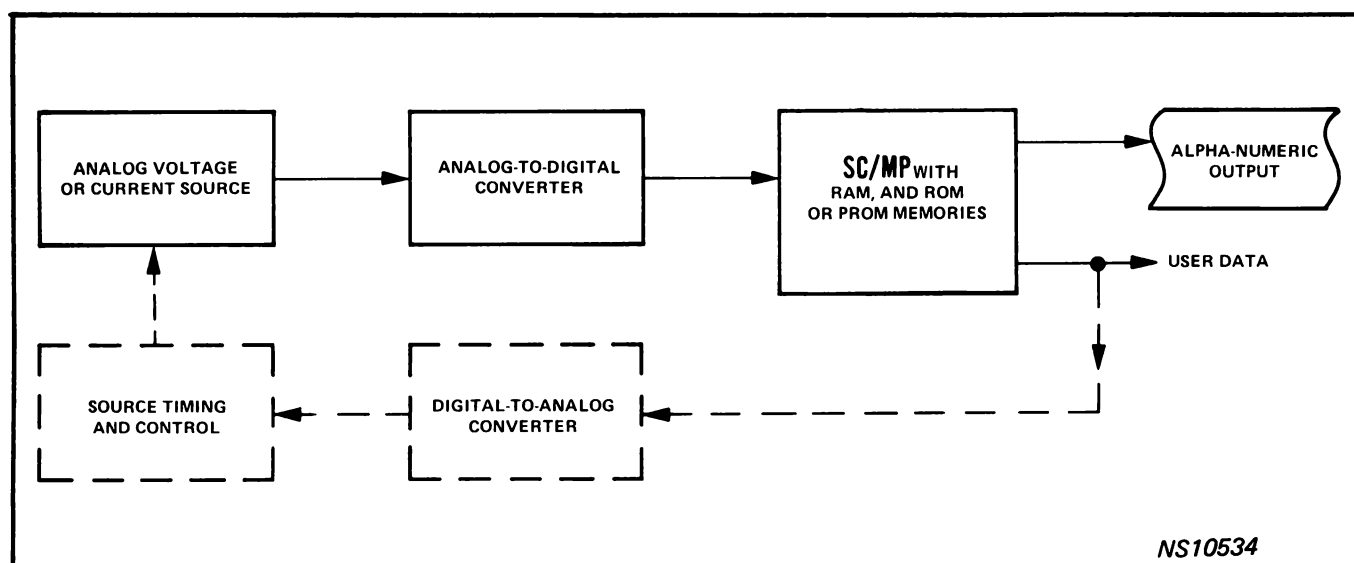 ANALOG VOLTAGE
OR CURRENT SOURCE
ANALOG-TO-DIGITAL
CONVERTER
SC/MP WITH
RAM, AND ROM
OR PROM MEMORIES
ALPHA-NUMERIC
OUTPUT
USER DATA
SOURCE TIMING
AND CONTROL
DIGITAL-TO-ANALOG
CONVERTER
NS10534